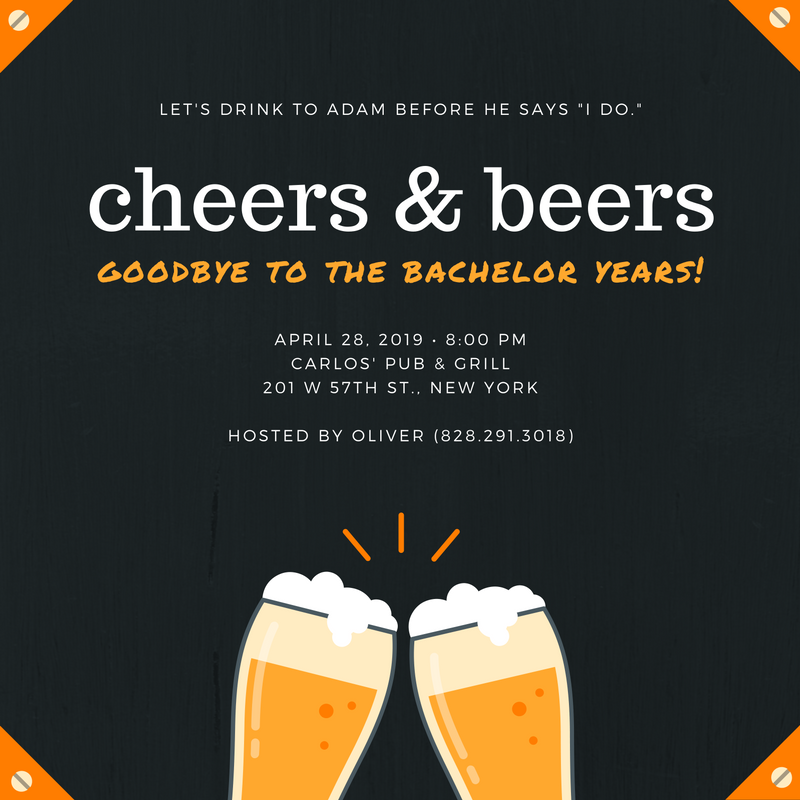 LET'S DRINK TO ADAM BEFORE HE SAYS "I DO."
cheers & beers
GOODBYE TO THE BACHELOR YEARS!
APRIL 28, 2019 • 8:00 PM
CARLOS' PUB & GRILL
201 W 57TH ST., NEW YORK
HOSTED BY OLIVER (828.291.3018)